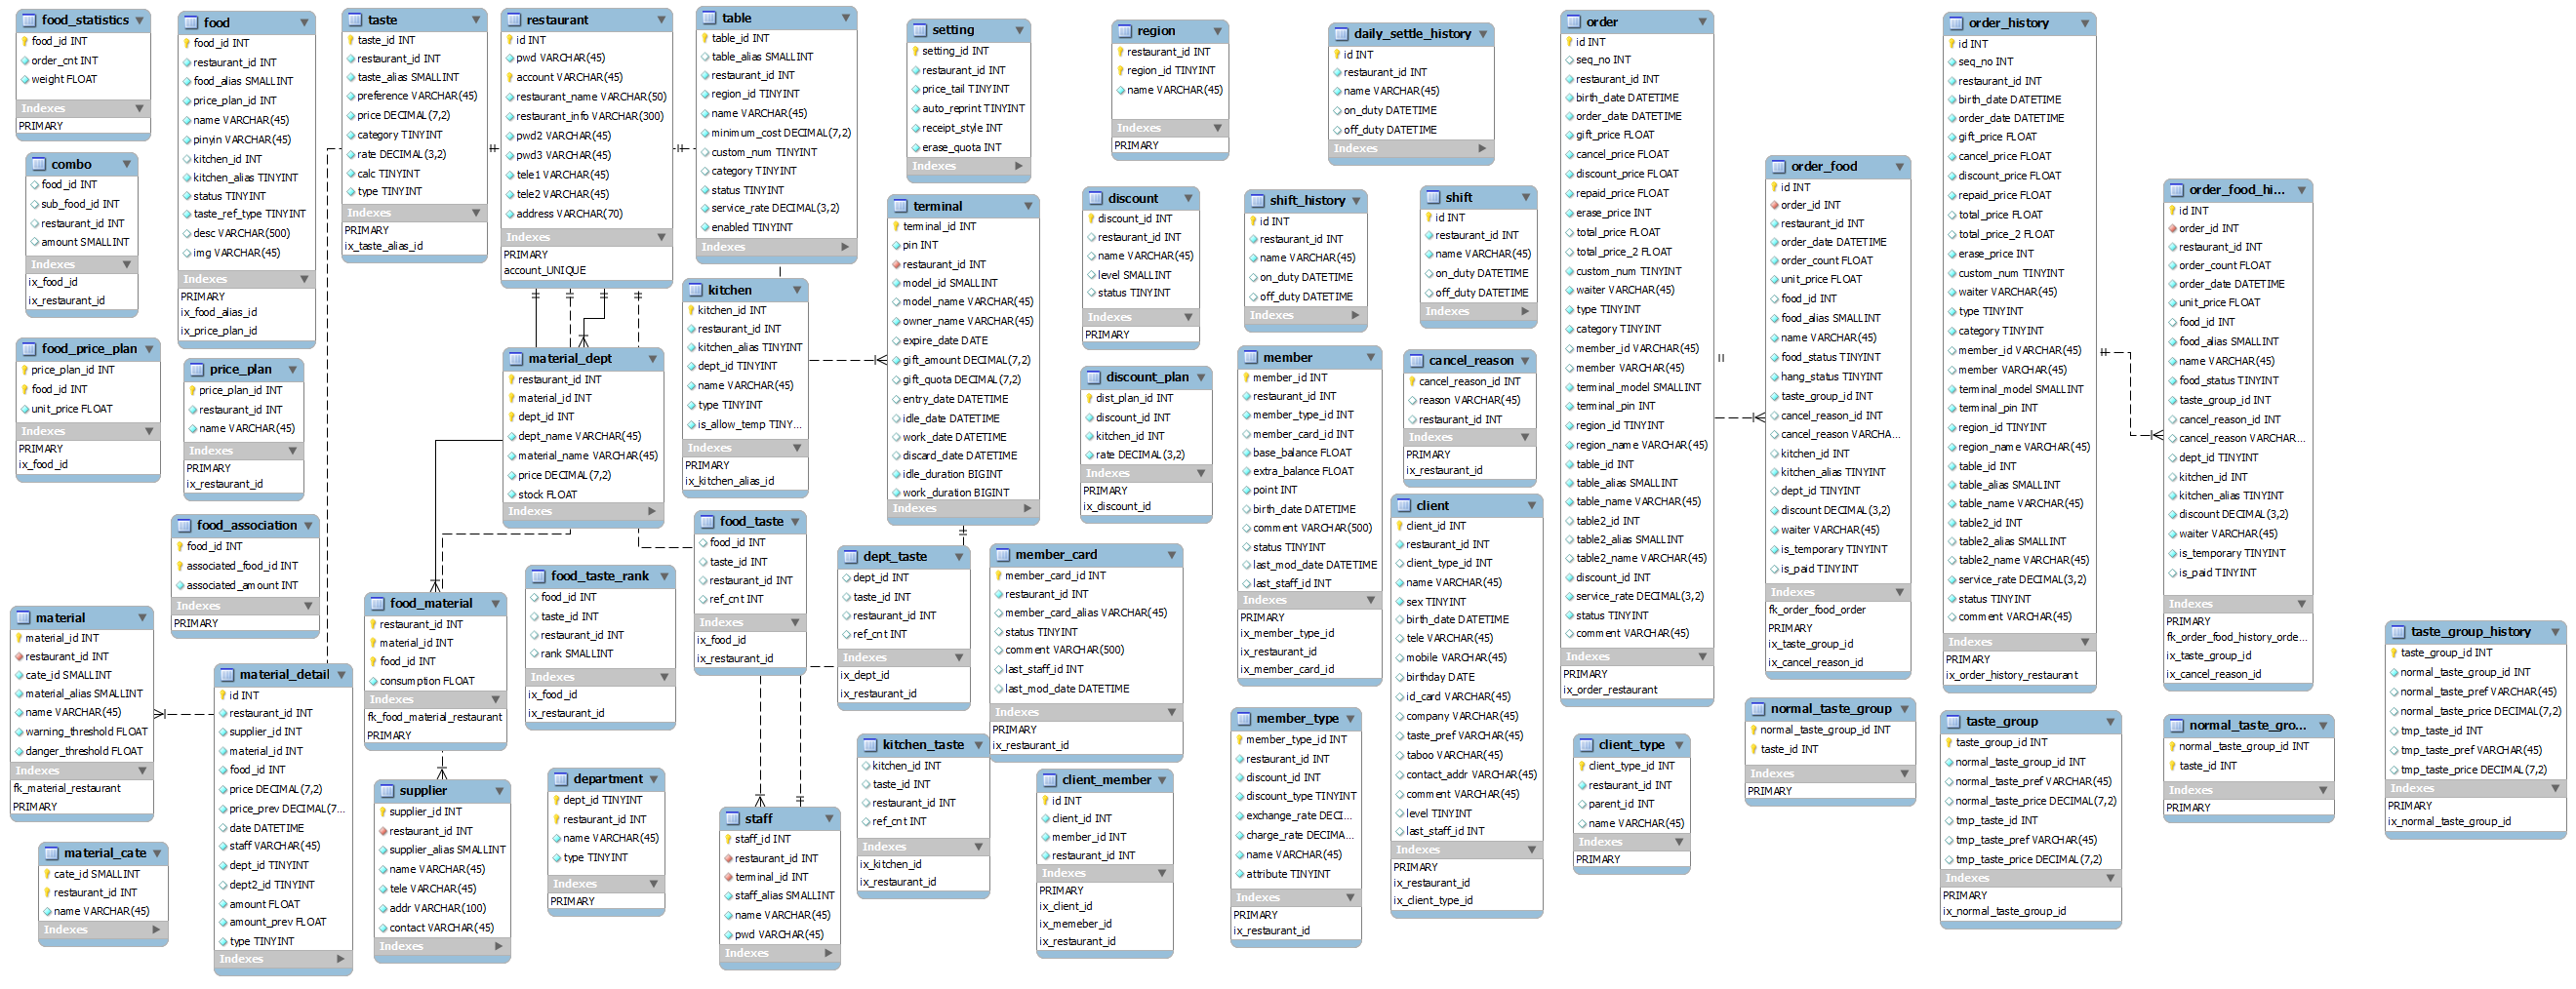 food_statistics
food_id INT
order_cnt INT
weight FLOAT
Indexes
PRIMARY
combo
food_id INT
sub_food_id INT
restaurant_id INT
amount SMALLINT
Indexes
ix_food_id
ix_restaurant_id
food_price_plan
price_plan_id INT
food_id INT
unit_price FLOAT
Indexes
PRIMARY
ix_food_id
food
food_id INT
restaurant_id INT
food_alias SMALLINT
price_plan_id INT
name VARCHAR(45)
pinyin VARCHAR(45)
kitchen_id INT
kitchen_alias TINYINT
status TINYINT
taste_ref_type TINYINT
desc VARCHAR(500)
img VARCHAR(45)
Indexes
PRIMARY
ix_food_alias_id
ix_price_plan_id
price_plan
price_plan_id INT
restaurant_id INT
name VARCHAR(45)
Indexes
PRIMARY
ix_restaurant_id
food_association
food_id INT
associated_food_id INT
associated_amount INT
Indexes
PRIMARY
material
material_id INT
restaurant_id INT
cate_id SMALLINT
material_alias SMALLINT
name VARCHAR(45)
warning_threshold FLOAT
danger_threshold FLOAT
Indexes
fk_material_restaurant
PRIMARY
material_cate
cate_id SMALLINT
restaurant_id INT
name VARCHAR(45)
Indexes
material_detail
id INT
restaurant_id INT
supplier_id INT
material_id INT
food_id INT
price DECIMAL(7,2)
price_prev DECIMAL(7...
date DATETIME
staff VARCHAR(45)
dept_id TINYINT
dept2_id TINYINT
amount FLOAT
amount_prev FLOAT
type TINYINT
Indexes
taste
taste_id INT
restaurant_id INT
taste_alias SMALLINT
preference VARCHAR(45)
price DECIMAL(7,2)
category TINYINT
rate DECIMAL(3,2)
calc TINYINT
type TINYINT
Indexes
PRIMARY
ix_taste_alias_id
restaurant
id INT
pwd VARCHAR(45)
account VARCHAR(45)
restaurant_name VARCHAR(50)
restaurant_info VARCHAR(300)
pwd2 VARCHAR(45)
pwd3 VARCHAR(45)
tele1 VARCHAR(45)
tele2 VARCHAR(45)
address VARCHAR(70)
Indexes
PRIMARY
account_UNIQUE
material_dept
restaurant_id INT
material_id INT
dept_id INT
dept_name VARCHAR(45)
material_name VARCHAR(45)
price DECIMAL(7,2)
stock FLOAT
Indexes
food_material
restaurant_id INT
material_id INT
food_id INT
consumption FLOAT
Indexes
fk_food_material_restaurant
PRIMARY
supplier
supplier_id INT
restaurant_id INT
supplier_alias SMALLINT
name VARCHAR(45)
tele VARCHAR(45)
addr VARCHAR(100)
contact VARCHAR(45)
Indexes
food_taste_rank
food_id INT
taste_id INT
restaurant_id INT
rank SMALLINT
Indexes
ix_food_id
ix_restaurant_id
department
dept_id TINYINT
restaurant_id INT
name VARCHAR(45)
type TINYINT
Indexes
PRIMARY
table
table_id INT
table_alias SMALLINT
restaurant_id INT
region_id TINYINT
name VARCHAR(45)
minimum_cost DECIMAL(7,2)
custom_num TINYINT
category TINYINT
status TINYINT
service_rate DECIMAL(3,2)
enabled TINYINT
Indexes
kitchen
kitchen_id INT
restaurant_id INT
kitchen_alias TINYINT
dept_id TINYINT
name VARCHAR(45)
type TINYINT
is_allow_temp TINY...
Indexes
PRIMARY
ix_kitchen_alias_id
food_taste
food_id INT
taste_id INT
restaurant_id INT
ref_cnt INT
Indexes
ix_food_id
ix_restaurant_id
staff
staff_id INT
restaurant_id INT
terminal_id INT
staff_alias SMALLINT
name VARCHAR(45)
pwd VARCHAR(45)
Indexes
setting
setting_id INT
restaurant_id INT
price_tail TINYINT
auto_reprint TINYINT
receipt_style INT
erase_quota INT
Indexes
terminal
terminal_id INT
pin INT
restaurant_id INT
model_id SMALLINT
model_name VARCHAR(45)
owner_name VARCHAR(45)
expire_date DATE
gift_amount DECIMAL(7,2)
gift_quota DECIMAL(7,2)
entry_date DATETIME
idle_date DATETIME
work_date DATETIME
discard_date DATETIME
idle_duration BIGINT
work_duration BIGINT
Indexes
dept_taste
dept_id INT
taste_id INT
restaurant_id INT
ref_cnt INT
Indexes
ix_dept_id
ix_restaurant_id
kitchen_taste
kitchen_id INT
taste_id INT
restaurant_id INT
ref_cnt INT
Indexes
ix_kitchen_id
ix_restaurant_id
member_card
member_card_id INT
restaurant_id INT
member_card_alias VARCHAR(45)
status TINYINT
comment VARCHAR(500)
last_staff_id INT
last_mod_date DATETIME
Indexes
PRIMARY
ix_restaurant_id
client_member
id INT
client_id INT
member_id INT
restaurant_id INT
Indexes
PRIMARY
ix_client_id
ix_memeber_id
ix_restaurant_id
region
restaurant_id INT
region_id TINYINT
name VARCHAR(45)
Indexes
PRIMARY
discount
discount_id INT
restaurant_id INT
name VARCHAR(45)
level SMALLINT
status TINYINT
Indexes
PRIMARY
discount_plan
dist_plan_id INT
discount_id INT
kitchen_id INT
rate DECIMAL(3,2)
Indexes
PRIMARY
ix_discount_id
daily_settle_history
id INT
restaurant_id INT
name VARCHAR(45)
on_duty DATETIME
off_duty DATETIME
Indexes
shift_history
id INT
restaurant_id INT
name VARCHAR(45)
on_duty DATETIME
off_duty DATETIME
Indexes
shift
id INT
restaurant_id INT
name VARCHAR(45)
on_duty DATETIME
off_duty DATETIME
Indexes
member
member_id INT
restaurant_id INT
member_type_id INT
member_card_id INT
base_balance FLOAT
extra_balance FLOAT
point INT
birth_date DATETIME
comment VARCHAR(500)
status TINYINT
last_mod_date DATETIME
last_staff_id INT
Indexes
PRIMARY
ix_member_type_id
ix_restaurant_id
ix_member_card_id
member_type
member_type_id INT
restaurant_id INT
discount_id INT
discount_type TINYINT
exchange_rate DECI...
charge_rate DECIMA...
name VARCHAR(45)
attribute TINYINT
Indexes
PRIMARY
ix_restaurant_id
cancel_reason
cancel_reason_id INT
reason VARCHAR(45)
restaurant_id INT
Indexes
PRIMARY
ix_restaurant_id
client
client_id INT
restaurant_id INT
client_type_id INT
name VARCHAR(45)
sex TINYINT
birth_date DATETIME
tele VARCHAR(45)
mobile VARCHAR(45)
birthday DATE
id_card VARCHAR(45)
company VARCHAR(45)
taste_pref VARCHAR(45)
taboo VARCHAR(45)
contact_addr VARCHAR(45)
comment VARCHAR(45)
level TINYINT
last_staff_id INT
Indexes
PRIMARY
ix_restaurant_id
ix_client_type_id
order
id INT
seq_no INT
restaurant_id INT
birth_date DATETIME
order_date DATETIME
gift_price FLOAT
cancel_price FLOAT
discount_price FLOAT
repaid_price FLOAT
erase_price INT
total_price FLOAT
total_price_2 FLOAT
custom_num TINYINT
waiter VARCHAR(45)
type TINYINT
category TINYINT
member_id VARCHAR(45)
member VARCHAR(45)
terminal_model SMALLINT
terminal_pin INT
region_id TINYINT
region_name VARCHAR(45)
table_id INT
table_alias SMALLINT
table_name VARCHAR(45)
table2_id INT
table2_alias SMALLINT
table2_name VARCHAR(45)
discount_id INT
service_rate DECIMAL(3,2)
status TINYINT
comment VARCHAR(45)
Indexes
PRIMARY
ix_order_restaurant
client_type
client_type_id INT
restaurant_id INT
parent_id INT
name VARCHAR(45)
Indexes
PRIMARY
order_food
id INT
order_id INT
restaurant_id INT
order_date DATETIME
order_count FLOAT
unit_price FLOAT
food_id INT
food_alias SMALLINT
name VARCHAR(45)
food_status TINYINT
hang_status TINYINT
taste_group_id INT
cancel_reason_id INT
cancel_reason VARCHA...
kitchen_id INT
kitchen_alias TINYINT
dept_id TINYINT
discount DECIMAL(3,2)
waiter VARCHAR(45)
is_temporary TINYINT
is_paid TINYINT
Indexes
fk_order_food_order
PRIMARY
ix_taste_group_id
ix_cancel_reason_id
normal_taste_group
normal_taste_group_id INT
taste_id INT
Indexes
PRIMARY
order_history
id INT
seq_no INT
restaurant_id INT
birth_date DATETIME
order_date DATETIME
gift_price FLOAT
cancel_price FLOAT
discount_price FLOAT
repaid_price FLOAT
total_price FLOAT
total_price_2 FLOAT
erase_price INT
custom_num TINYINT
waiter VARCHAR(45)
type TINYINT
category TINYINT
member_id VARCHAR(45)
member VARCHAR(45)
terminal_model SMALLINT
terminal_pin INT
region_id TINYINT
region_name VARCHAR(45)
table_id INT
table_alias SMALLINT
table_name VARCHAR(45)
table2_id INT
table2_alias SMALLINT
table2_name VARCHAR(45)
service_rate DECIMAL(3,2)
status TINYINT
comment VARCHAR(45)
Indexes
PRIMARY
ix_order_history_restaurant
taste_group
taste_group_id INT
normal_taste_group_id INT
normal_taste_pref VARCHAR(45)
normal_taste_price DECIMAL(7,2)
tmp_taste_id INT
tmp_taste_pref VARCHAR(45)
tmp_taste_price DECIMAL(7,2)
Indexes
PRIMARY
ix_normal_taste_group_id
order_food_hi...
id INT
order_id INT
restaurant_id INT
order_count FLOAT
order_date DATETIME
unit_price FLOAT
food_id INT
food_alias SMALLINT
name VARCHAR(45)
food_status TINYINT
taste_group_id INT
cancel_reason_id INT
cancel_reason VARCHAR...
dept_id TINYINT
kitchen_id INT
kitchen_alias TINYINT
discount DECIMAL(3,2)
waiter VARCHAR(45)
is_temporary TINYINT
is_paid TINYINT
Indexes
PRIMARY
fk_order_food_history_orde...
ix_taste_group_id
ix_cancel_reason_id
normal_taste_gro...
normal_taste_group_id INT
taste_id INT
Indexes
PRIMARY
taste_group_history
taste_group_id INT
normal_taste_group_id INT
normal_taste_pref VARCHAR(45)
normal_taste_price DECIMAL(7,2)
tmp_taste_id INT
tmp_taste_pref VARCHAR(45)
tmp_taste_price DECIMAL(7,2)
Indexes
PRIMARY
ix_normal_taste_group_id